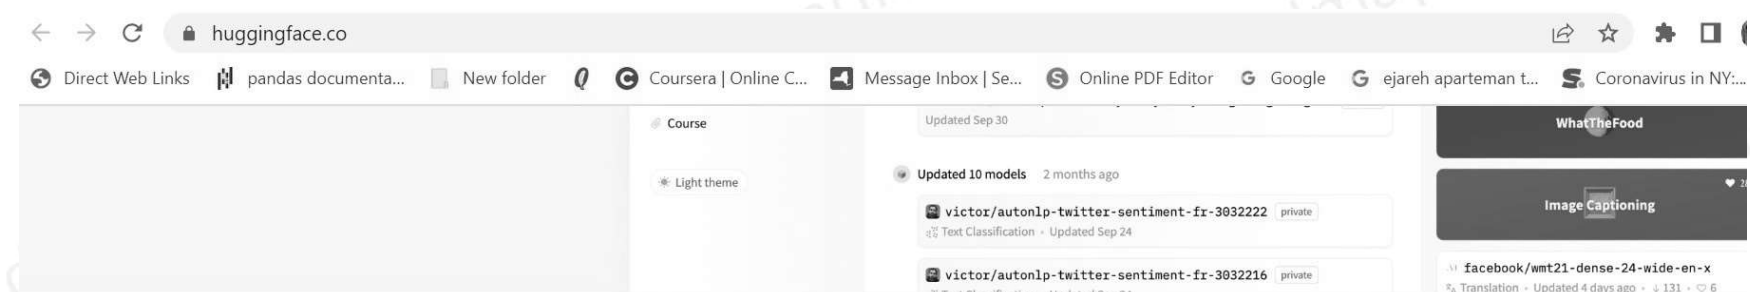 huggingface.co
Direct Web Links pandas documenta... New folder Coursera | Online C... Message Inbox | Se... Online PDF Editor Google ejareh aparteman t... Coronavirus in NY:...
Course
Light theme
Updated Sep 30
Updated 10 models 2 months ago
victor/autonlp-twitter-sentiment-fr-3032222 private
Text Classification • Updated Sep 24
victor/autonlp-twitter-sentiment-fr-3032216 private
WhatTheFood
Image Captioning
facebook/wmt21-dense-24-wide-en-x
Translation • Updated 4 days ago • ↓ 131 • ♡ 6